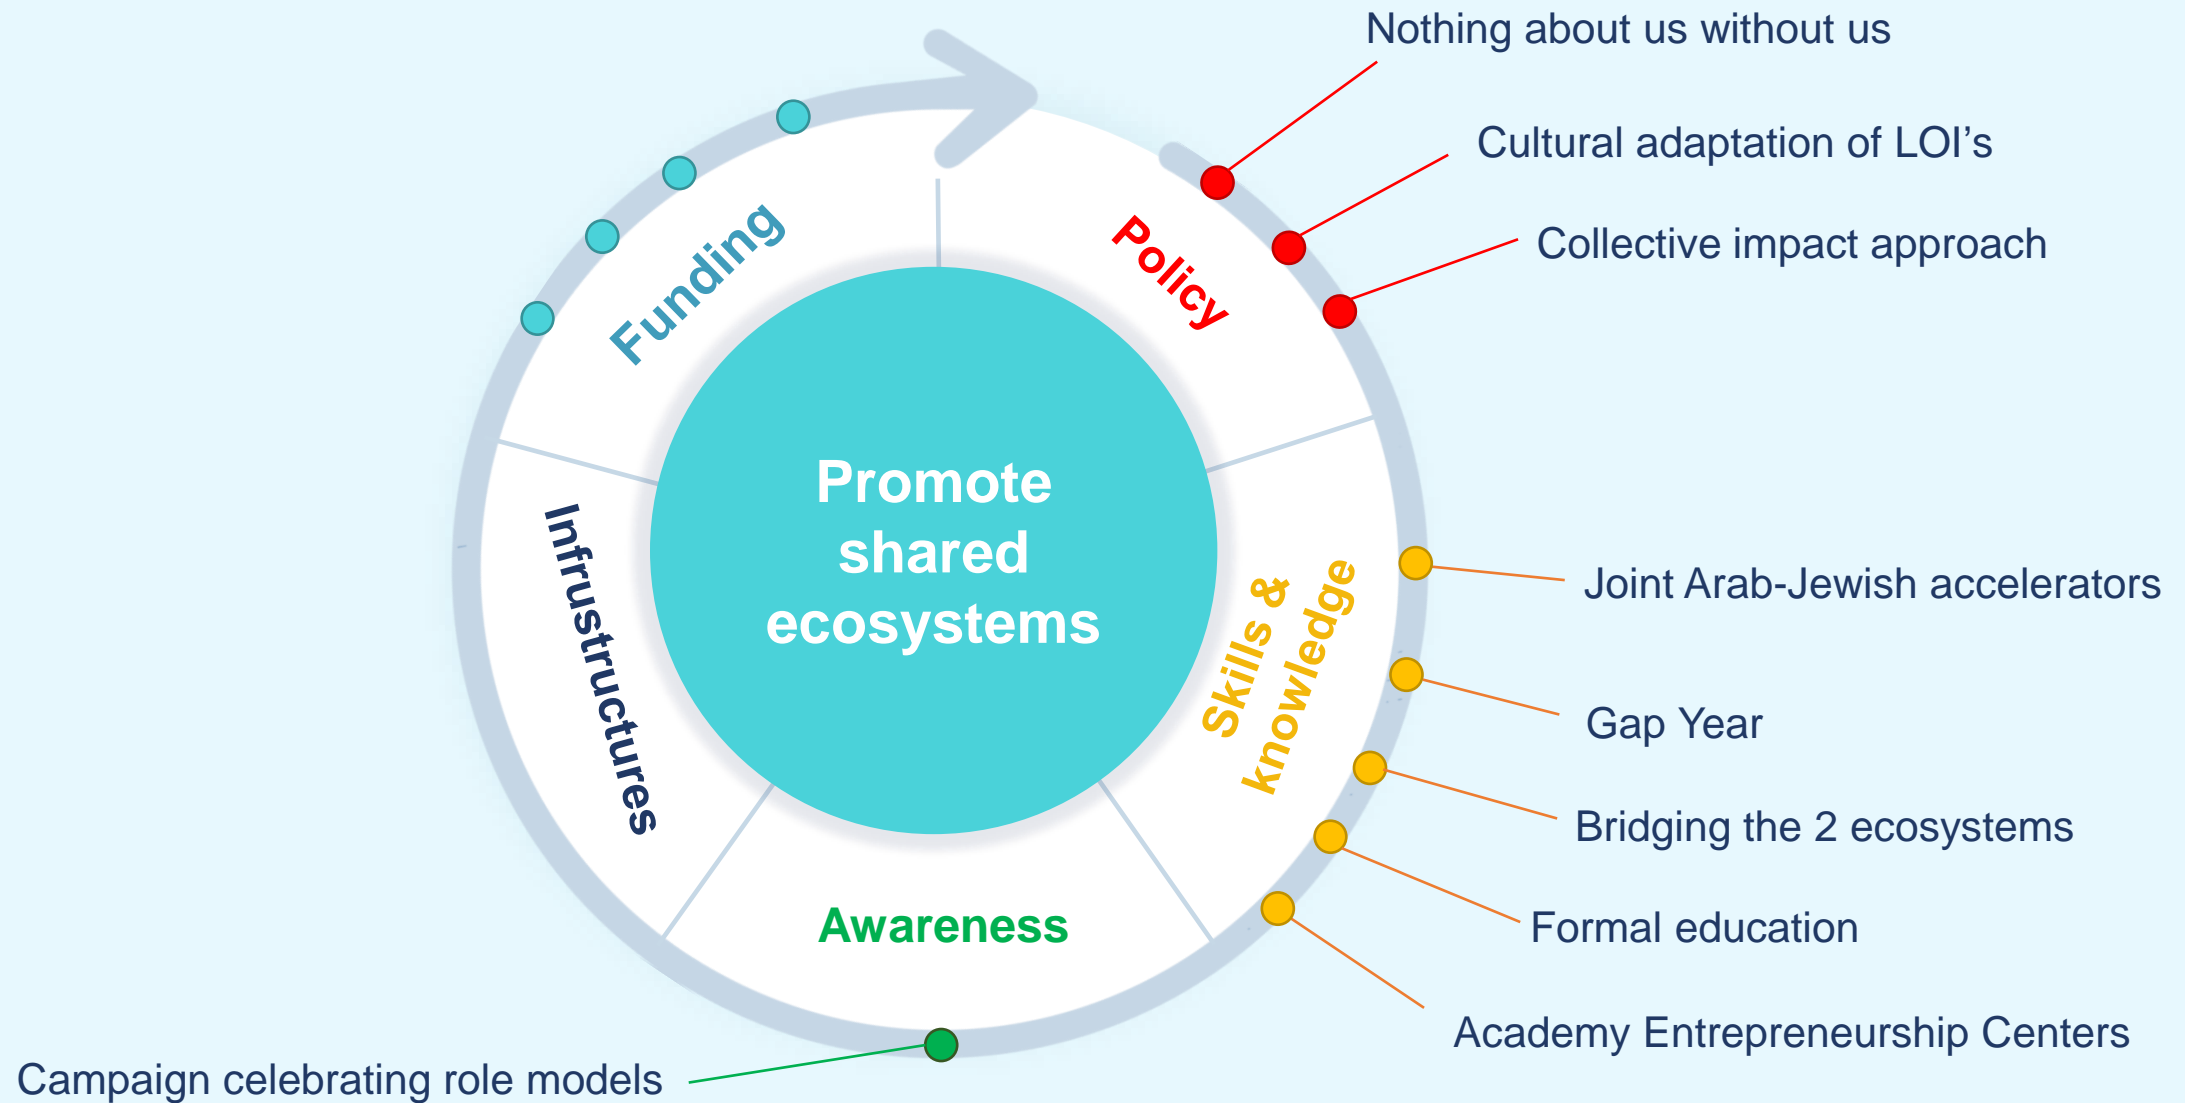 Nothing about us without us
Cultural adaptation of LOI's
Collective impact approach
Funding
Policy
Promote
shared
ecosystems
Infrustructures
Skills &
knowledge
Joint Arab-Jewish accelerators
Gap Year
Bridging the 2 ecosystems
Formal education
Academy Entrepreneurship Centers
Awareness
Campaign celebrating role models